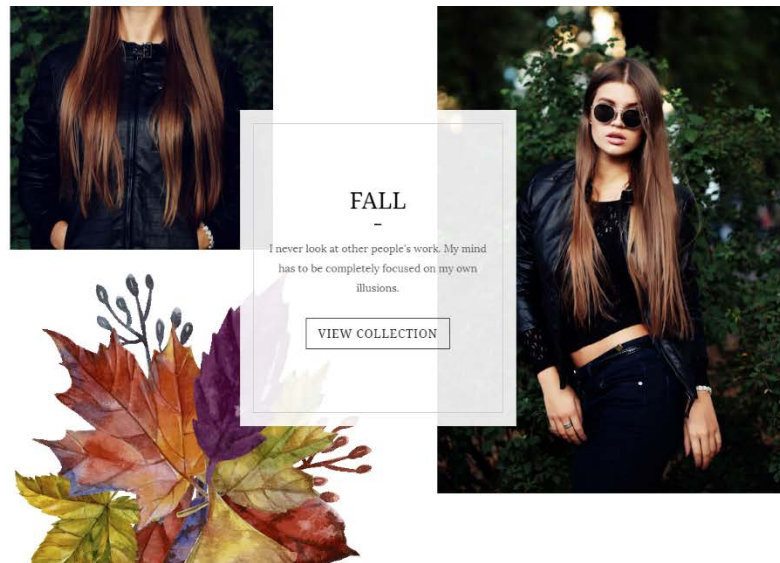 FALL
-
I never look at other people's work. My mind
has to be completely focused on my own
illusions.
VIEW COLLECTION